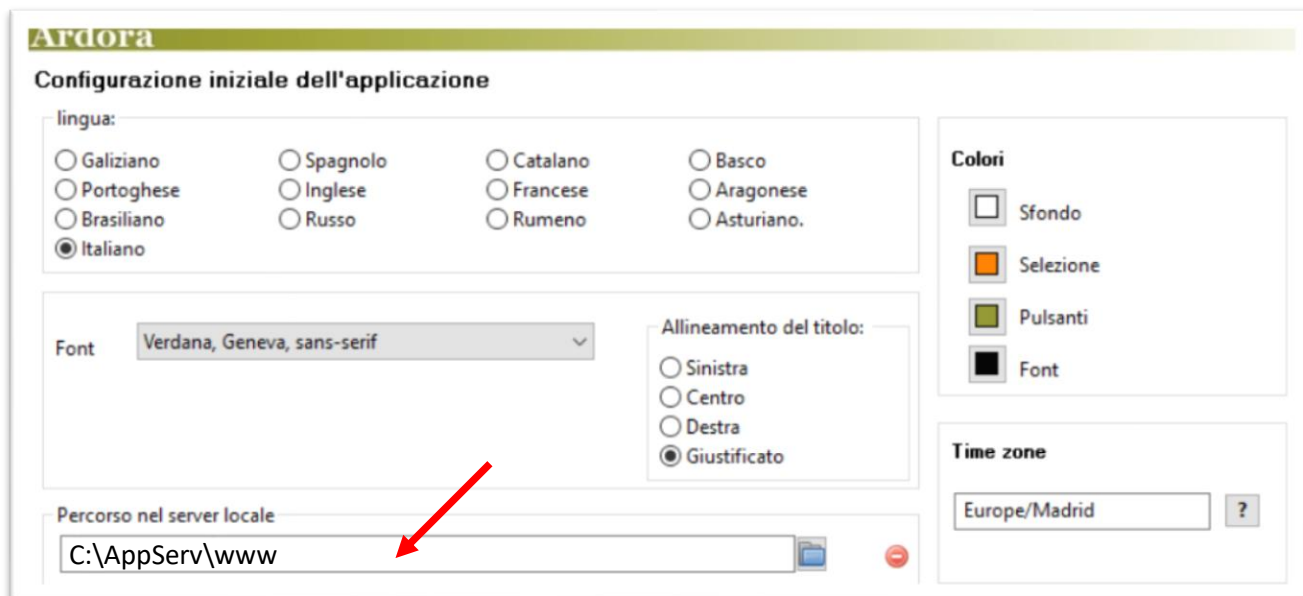 Ardora
Configurazione iniziale dell'applicazione
lingua:
Galiziano Spagnolo Catalano Basco
Portoghese Inglese Francese Aragonese
Brasiliano Russo Rumeno Asturiano.
Italiano
Font Verdana, Geneva, sans-serif
Allineamento del titolo:
Sinistra
Centro
Destra
Giustificato
Percorso nel server locale
C:\AppServ\www
Colori
Sfondo
Selezione
Pulsanti
Font
Time zone
Europe/Madrid ?